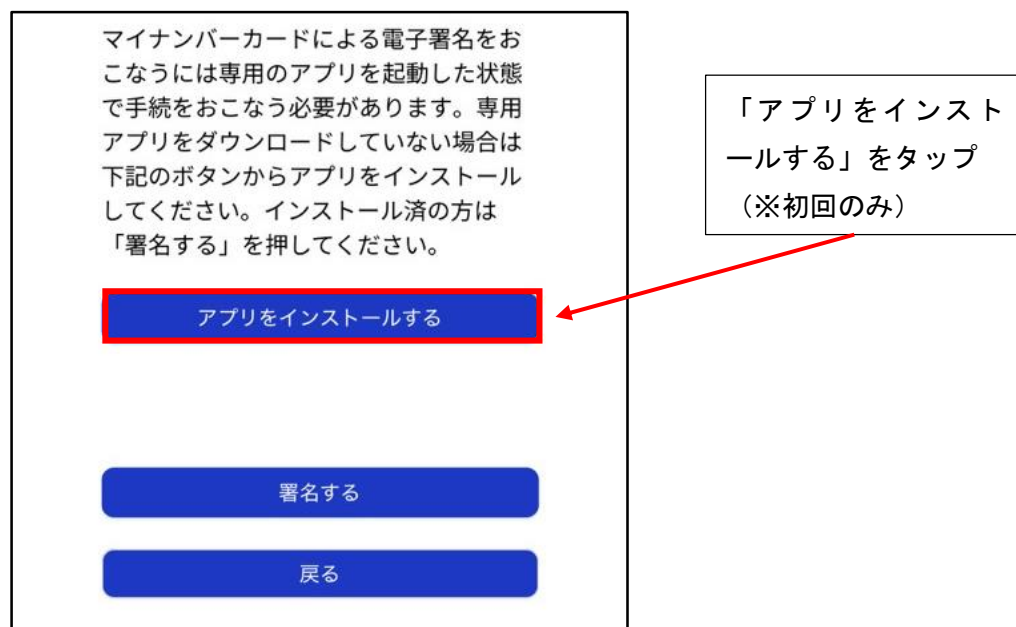 マイナンバーカードによる電子署名をお
こなうには専用のアプリを起動した状態
で手続をおこなう必要があります。専用
アプリをダウンロードしていない場合は
下記のボタンからアプリをインストール
してください。インストール済の方は
「署名する」を押してください。
アプリをインストールする
署名する
戻る
「アプリをインスト
ールする」をタップ
（※初回のみ）